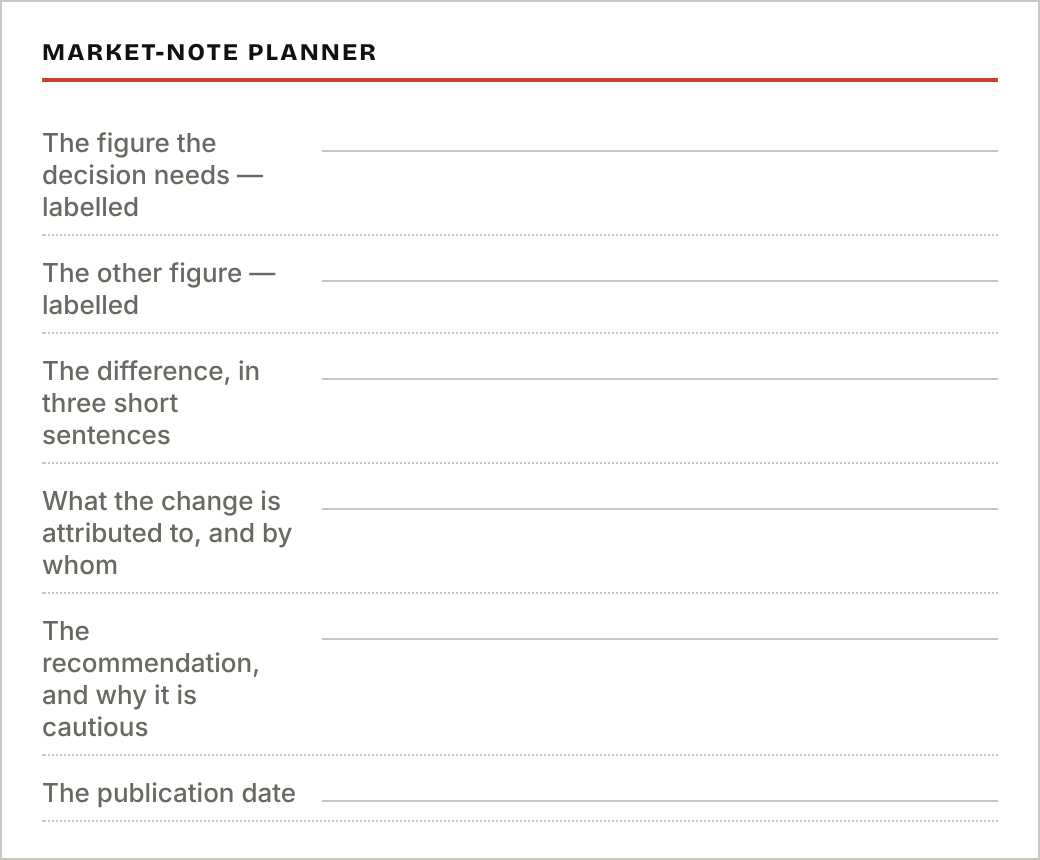 MARKET-NOTE PLANNER
The figure the
decision needs —
labelled
The other figure —
labelled
The difference, in
three short
sentences
What the change is
attributed to, and by
whom
The
recommendation,
and why it is
cautious
The publication date